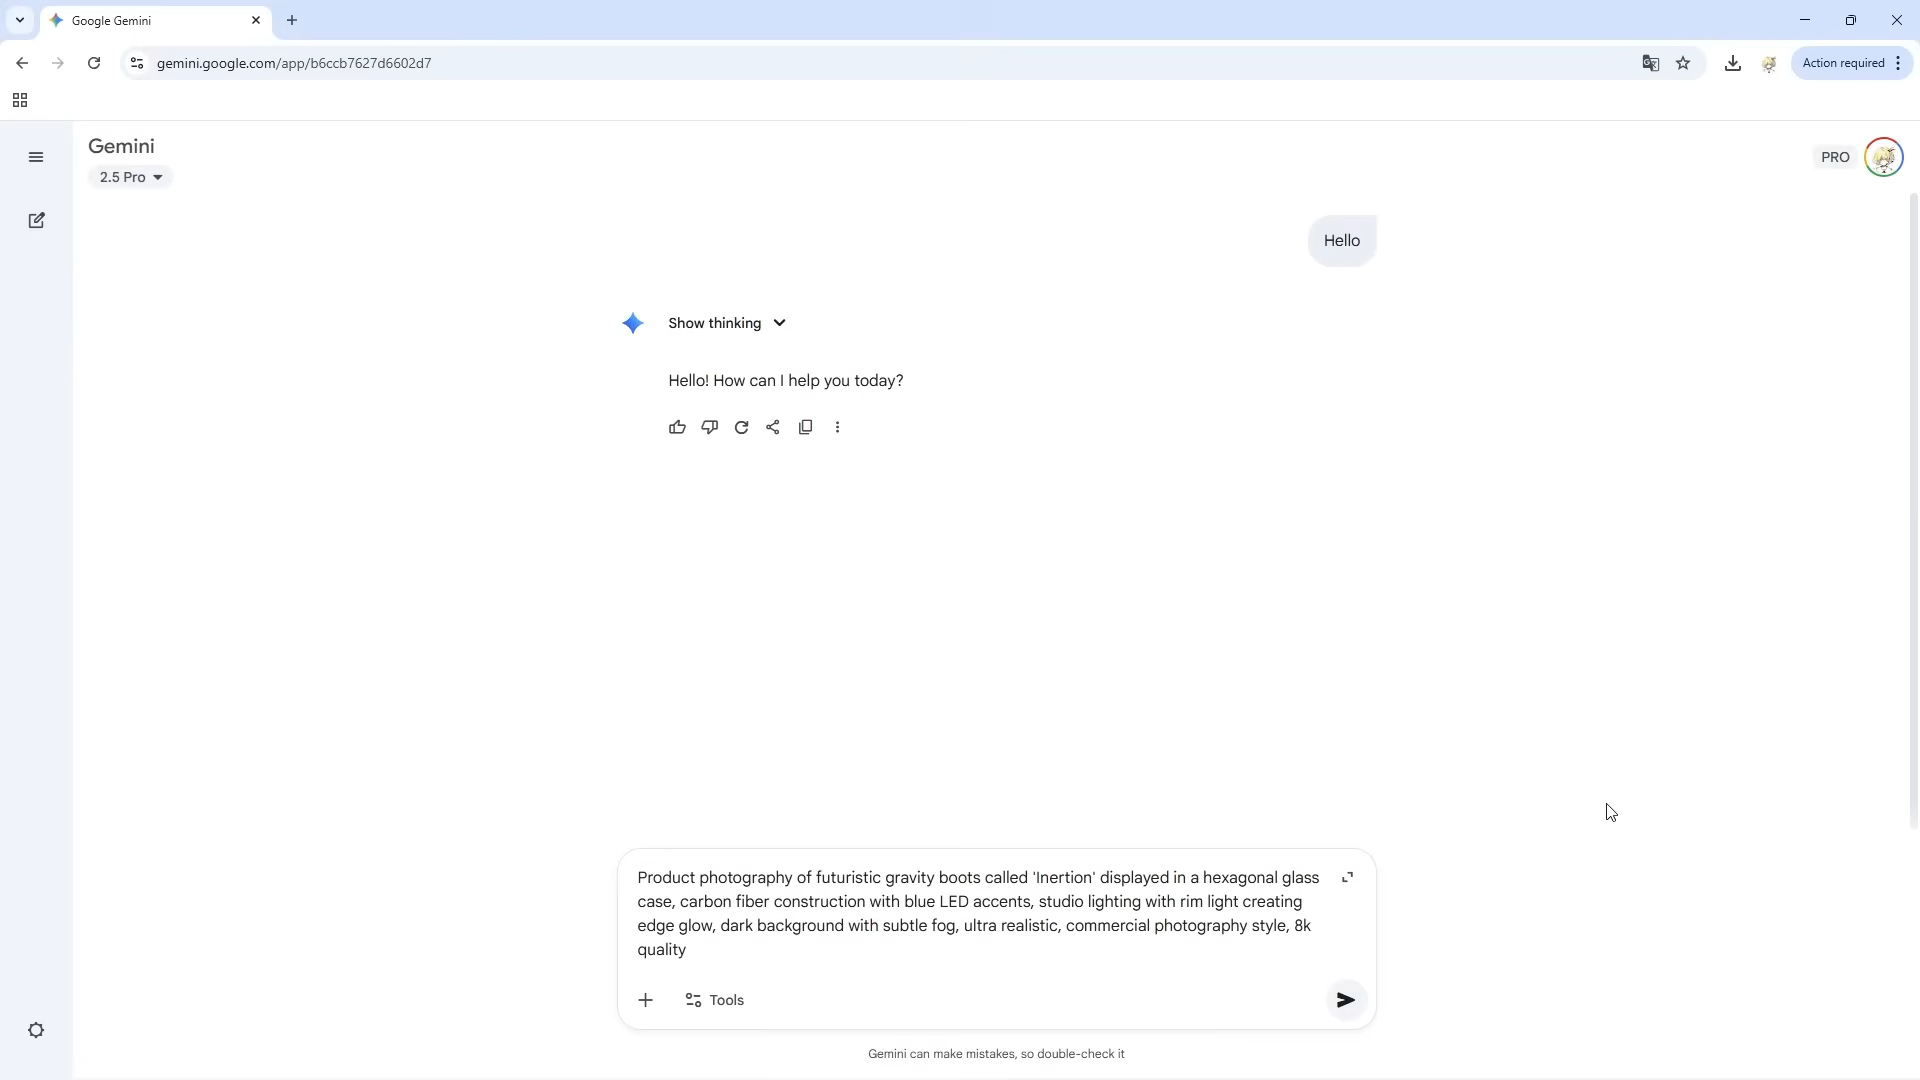 Google Gemini
gemini.google.com/app/b6ccb7627d6602d7
Action required
Gemini
2.5 Pro
PRO
Hello
Show thinking
Hello! How can I help you today?
Product photography of futuristic gravity boots called 'Inertion' displayed in a hexagonal glass
case, carbon fiber construction with blue LED accents, studio lighting with rim light creating
edge glow, dark background with subtle fog, ultra realistic, commercial photography style, 8k
quality
Tools
Gemini can make mistakes, so double-check it